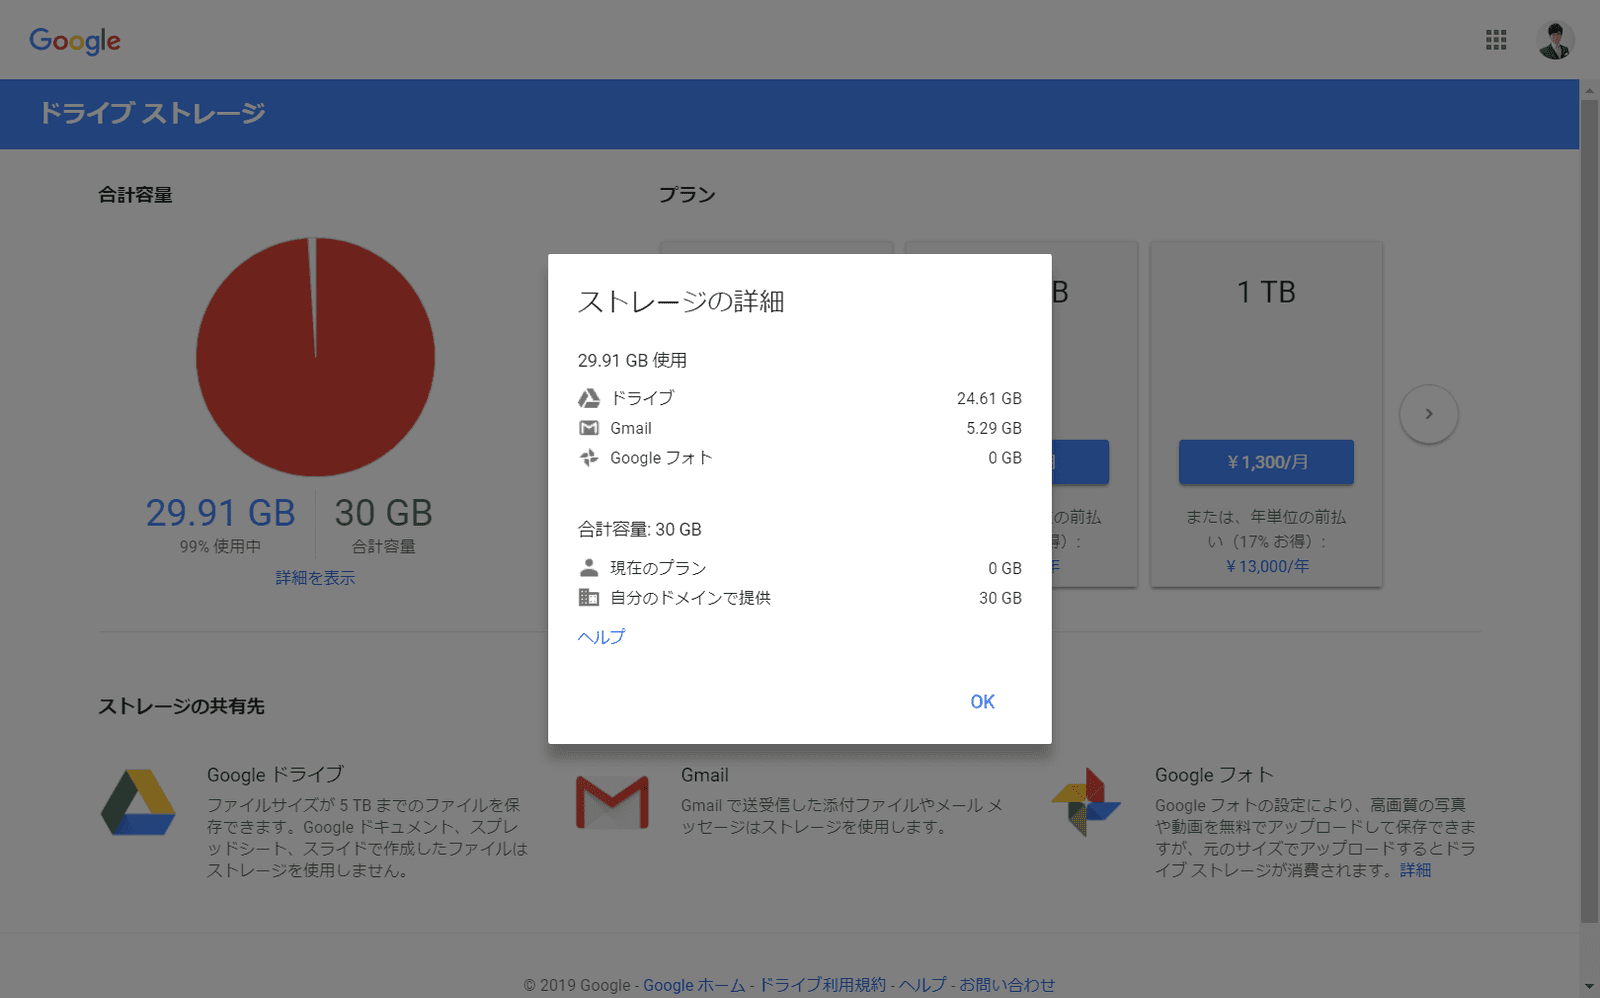 Google
ドライブ ストレージ
合計容量
プラン
29.91 GB
99% 使用中
30 GB
合計容量
詳細を表示
B
の前払
年
1 TB
¥1,300/月
または、年単位の前払
い（17% お得）:
¥13,000/年
ストレージの詳細
29.91 GB 使用
ドライブ 24.61 GB
Gmail 5.29 GB
Google フォト 0 GB
合計容量: 30 GB
現在のプラン 0 GB
自分のドメインで提供 30 GB
ヘルプ
OK
ストレージの共有先
Google ドライブ
ファイルサイズが 5 TB までのファイルを保
存できます。Google ドキュメント、スプレ
ッドシート、スライドで作成したファイルは
ストレージを使用しません。
Gmail
Gmail で送受信した添付ファイルやメール メ
ッセージはストレージを使用します。
Google フォト
Google フォトの設定により、高画質の写真
や動画を無料でアップロードして保存できま
すが、元のサイズでアップロードするとドラ
イブ ストレージが消費されます。詳細
© 2019 Google - Google ホーム - ドライブ利用規約 - ヘルプ - お問い合わせ